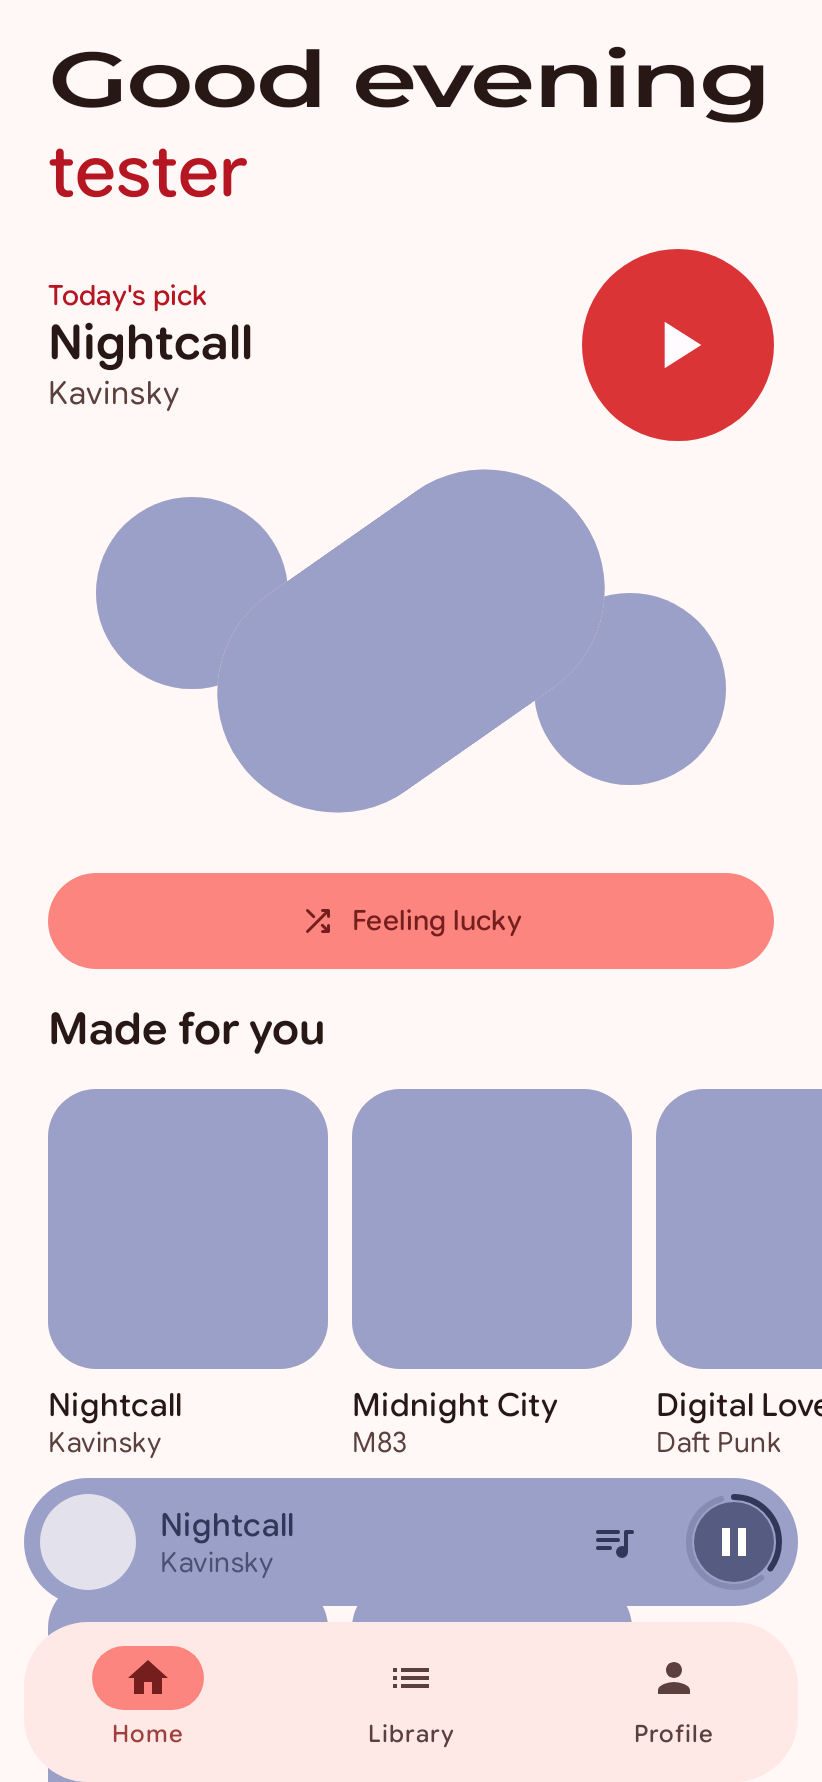 Good evening
tester
Today's pick
Nightcall
Kavinsky
Feeling lucky
Made for you
Nightcall
Kavinsky
Midnight City
M83
Digital Love
Daft Punk
Nightcall
Kavinsky
Home
Library
Profile